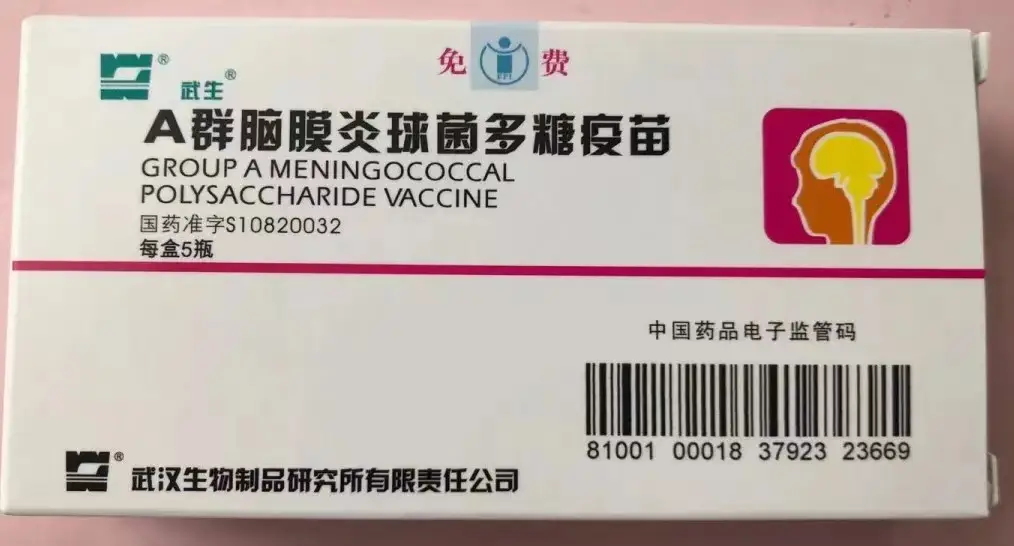 免 费
EPI
武生®
A群脑膜炎球菌多糖疫苗
GROUP A MENINGOCOCCAL
POLYSACCHARIDE VACCINE
国药准字S10820032
每盒5瓶
中国药品电子监管码
81001 00018 37923 23669
® 武汉生物制品研究所有限责任公司